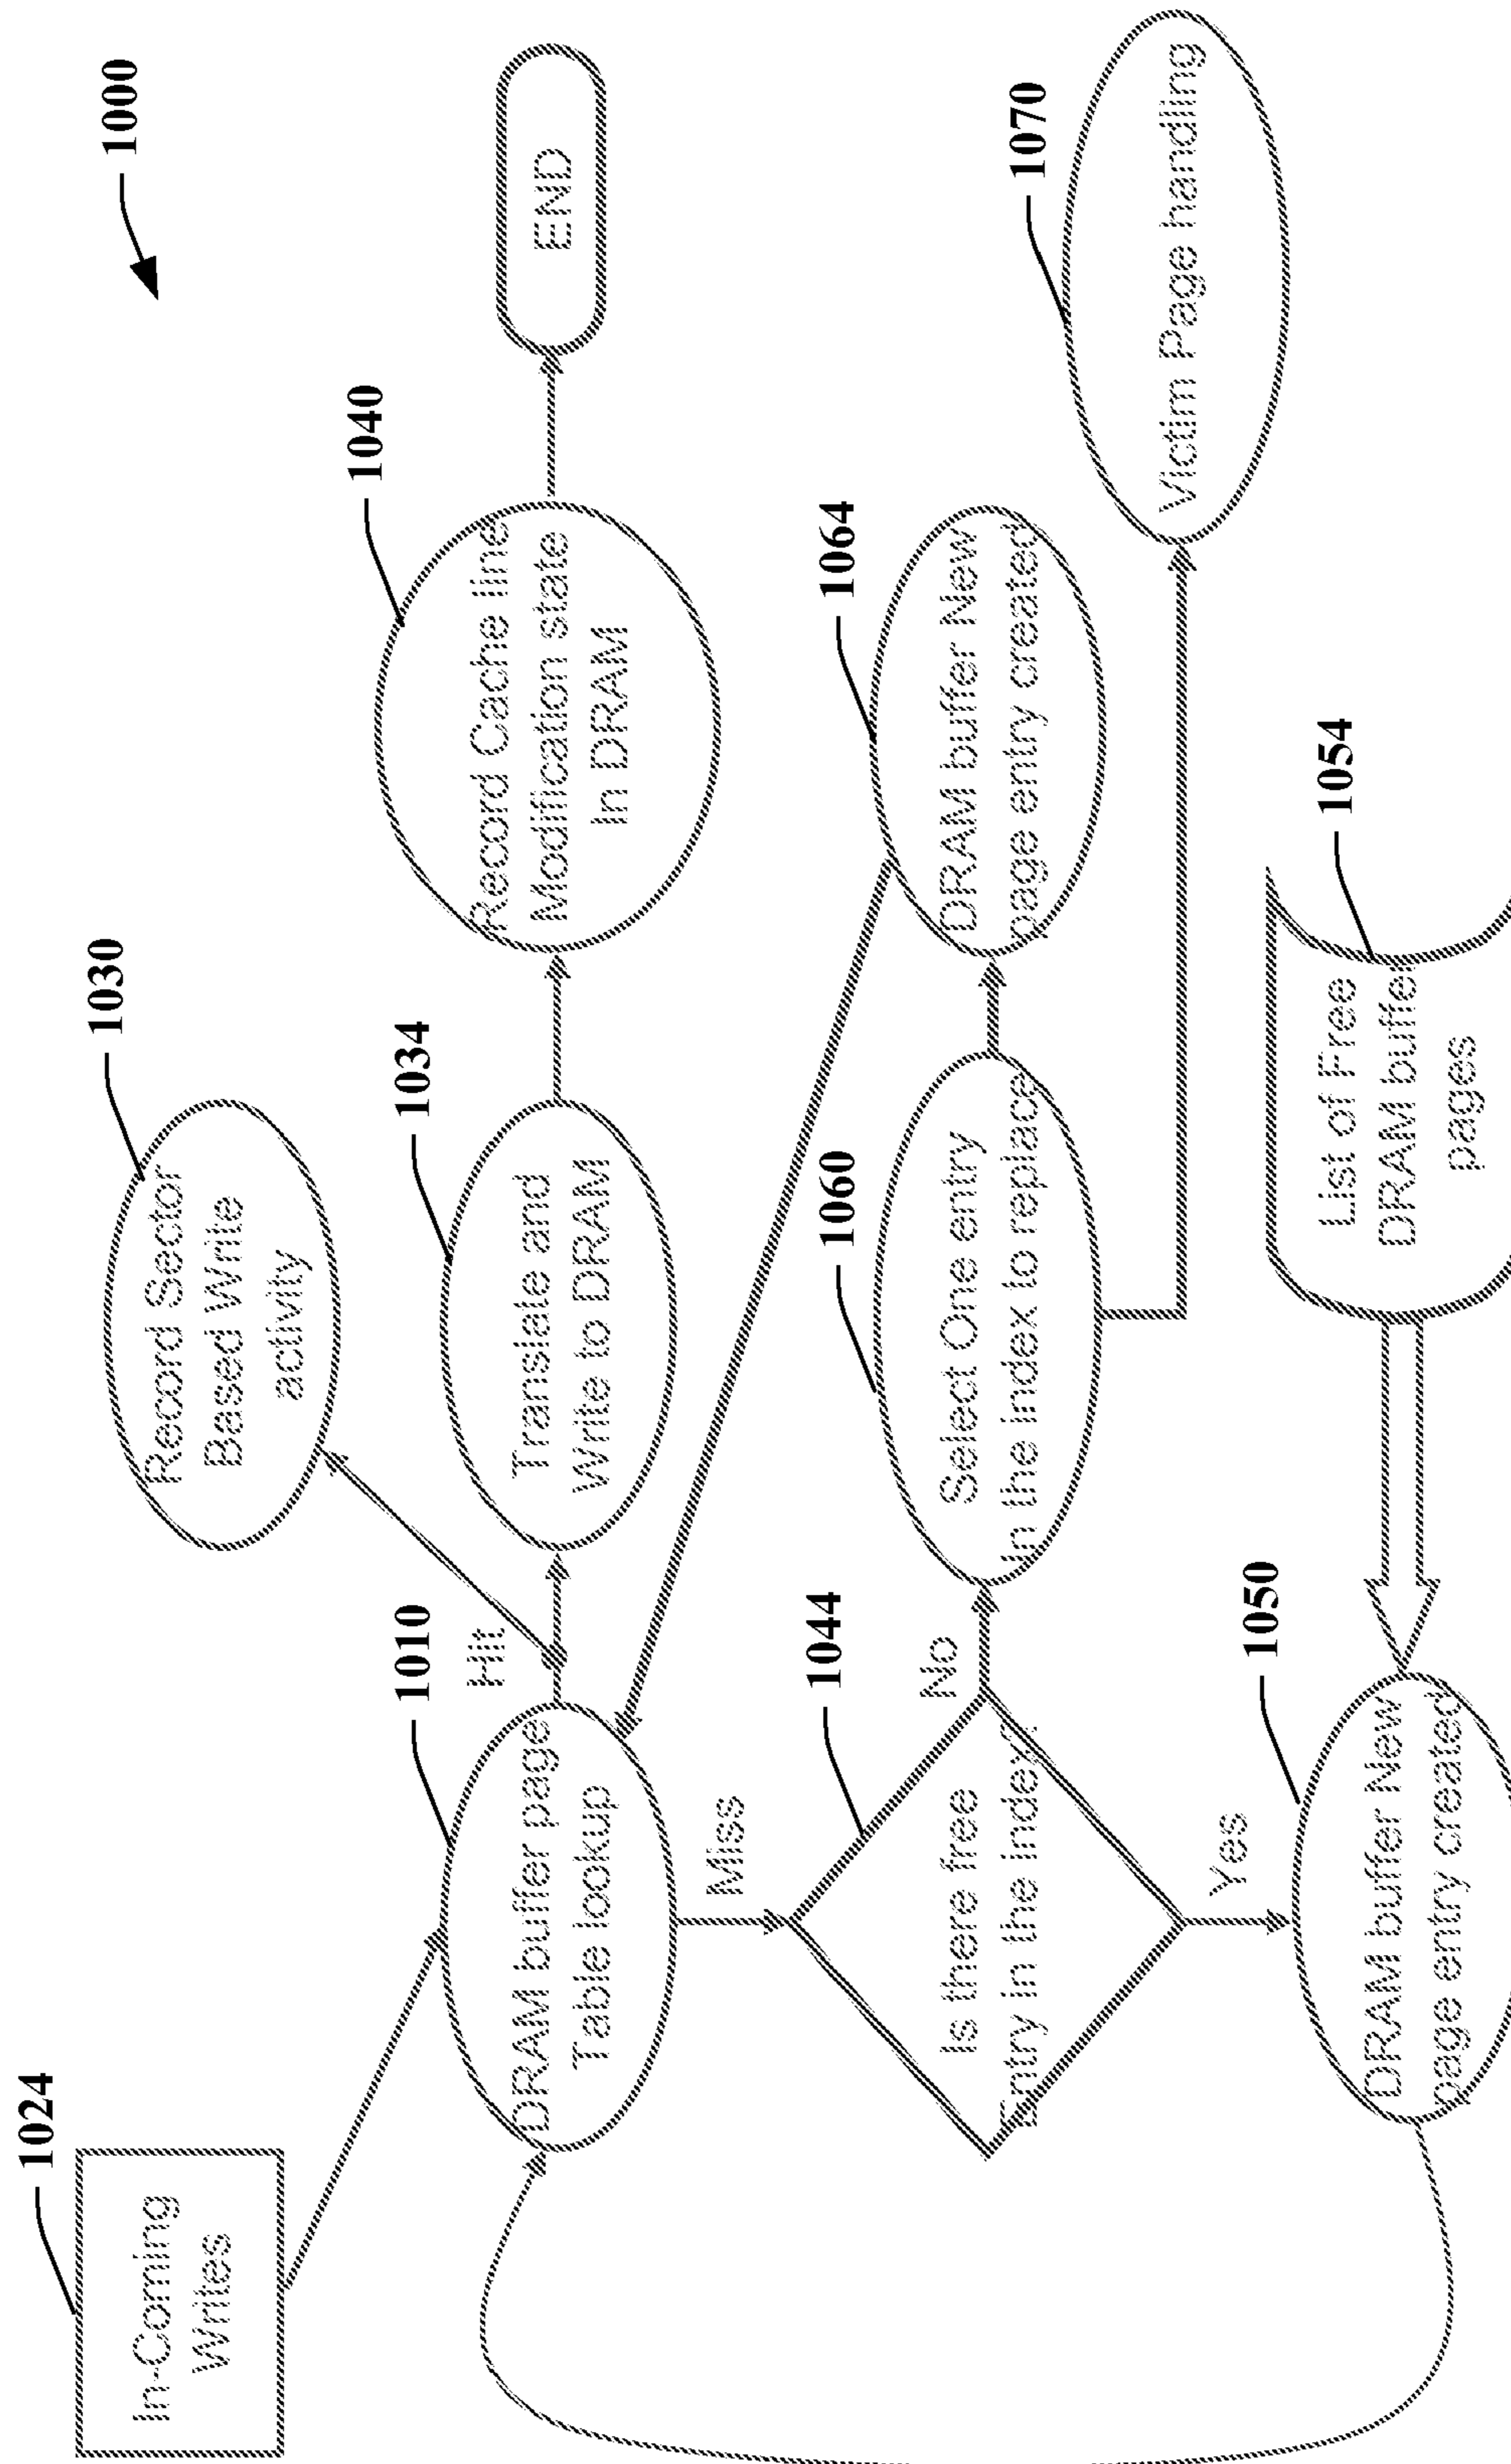 1000
1024
In-Coming
Writes
1030
Record Sector
Based Write
activity
1010
DRAM buffer page
Table lookup
Hit
1034
Translate and
Write to DRAM
1040
Record Cache line
Modification state
In DRAM
END
Miss
1044
Is there free
Entry in the index?
No
1060
Select One entry
In the index to replace
1064
DRAM buffer New
page entry created
1070
Victim Page handling
Yes
1050
DRAM buffer New
page entry created
1054
List of Free
DRAM buffer
pages